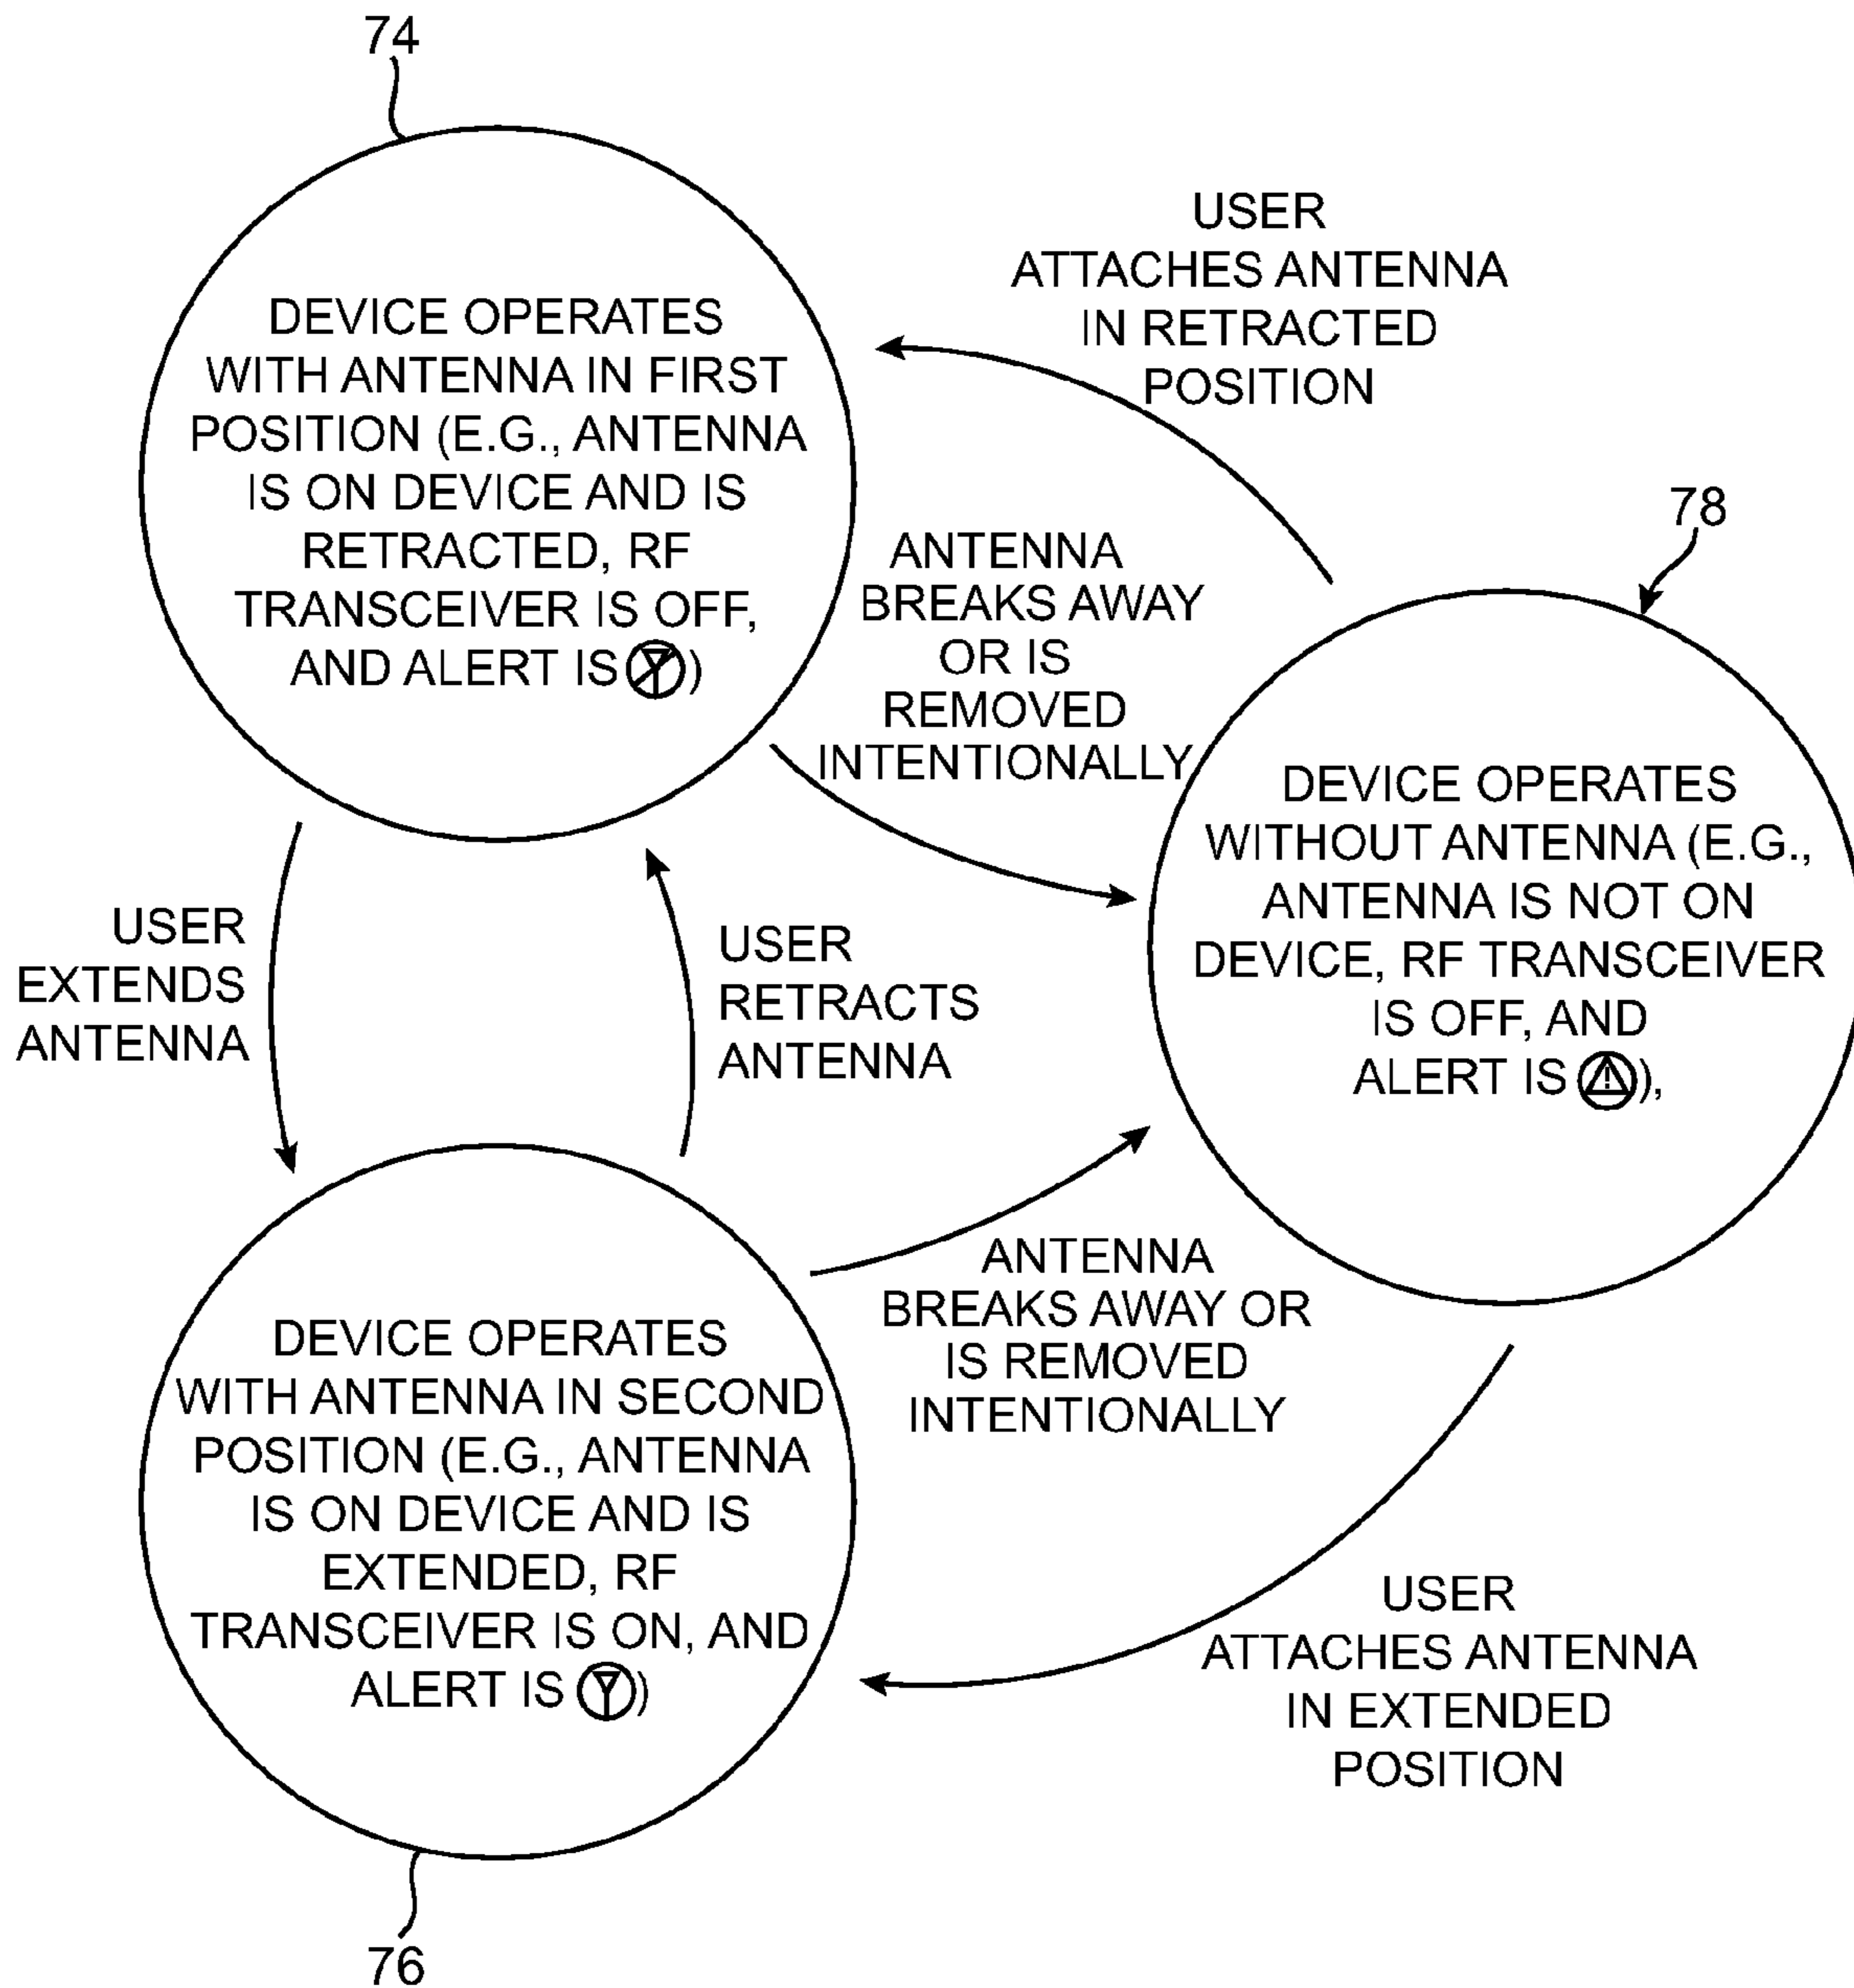 74
DEVICE OPERATES
WITH ANTENNA IN FIRST
POSITION (E.G., ANTENNA
IS ON DEVICE AND IS
RETRACTED, RF
TRANSCEIVER IS OFF,
AND ALERT IS )
USER
ATTACHES ANTENNA
IN RETRACTED
POSITION
ANTENNA
BREAKS AWAY
OR IS
REMOVED
INTENTIONALLY
78
DEVICE OPERATES
WITHOUT ANTENNA (E.G.,
ANTENNA IS NOT ON
DEVICE, RF TRANSCEIVER
IS OFF, AND
ALERT IS ! ),
USER
EXTENDS
ANTENNA
USER
RETRACTS
ANTENNA
ANTENNA
BREAKS AWAY OR
IS REMOVED
INTENTIONALLY
DEVICE OPERATES
WITH ANTENNA IN SECOND
POSITION (E.G., ANTENNA
IS ON DEVICE AND IS
EXTENDED, RF
TRANSCEIVER IS ON, AND
ALERT IS )
USER
ATTACHES ANTENNA
IN EXTENDED
POSITION
76